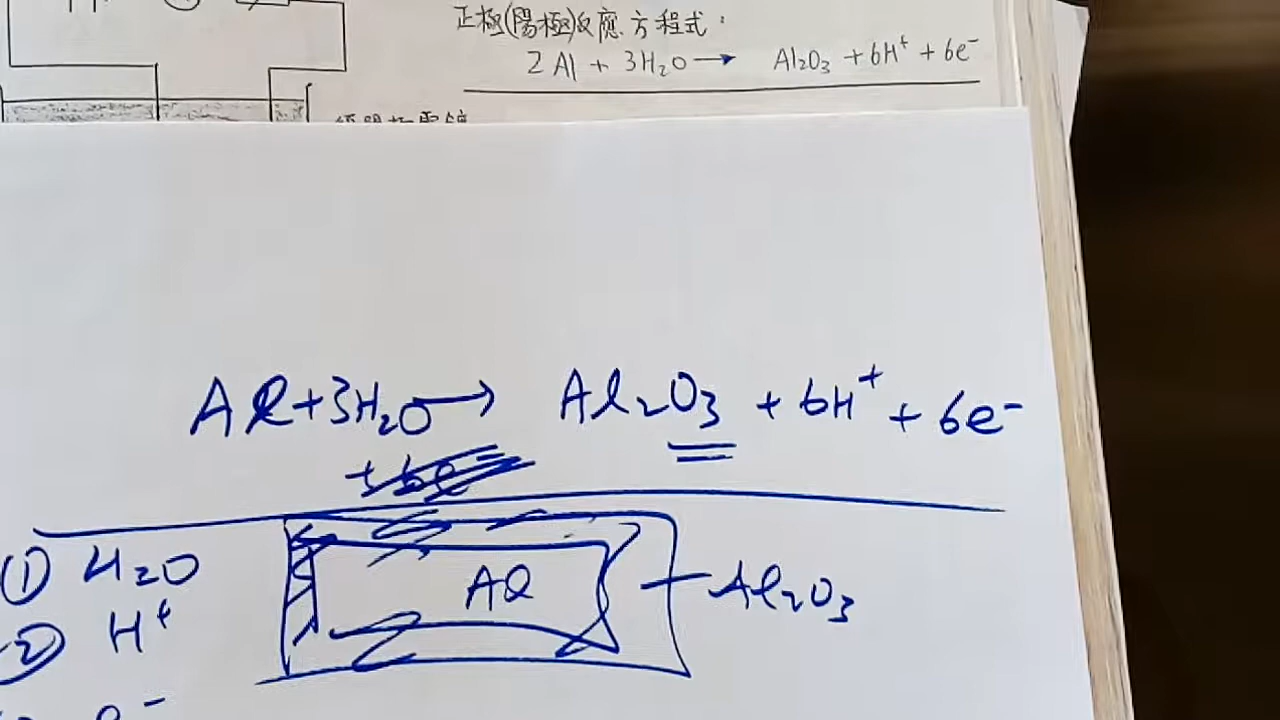 正極(陽極)反應方程式:
2Al + 3H₂O → Al₂O₃ + 6H⁺ + 6e⁻
Al+3H₂O → Al₂O₃ + 6H⁺ + 6e⁻
① H₂O
Al
Al₂O₃
② H⁺
e⁻